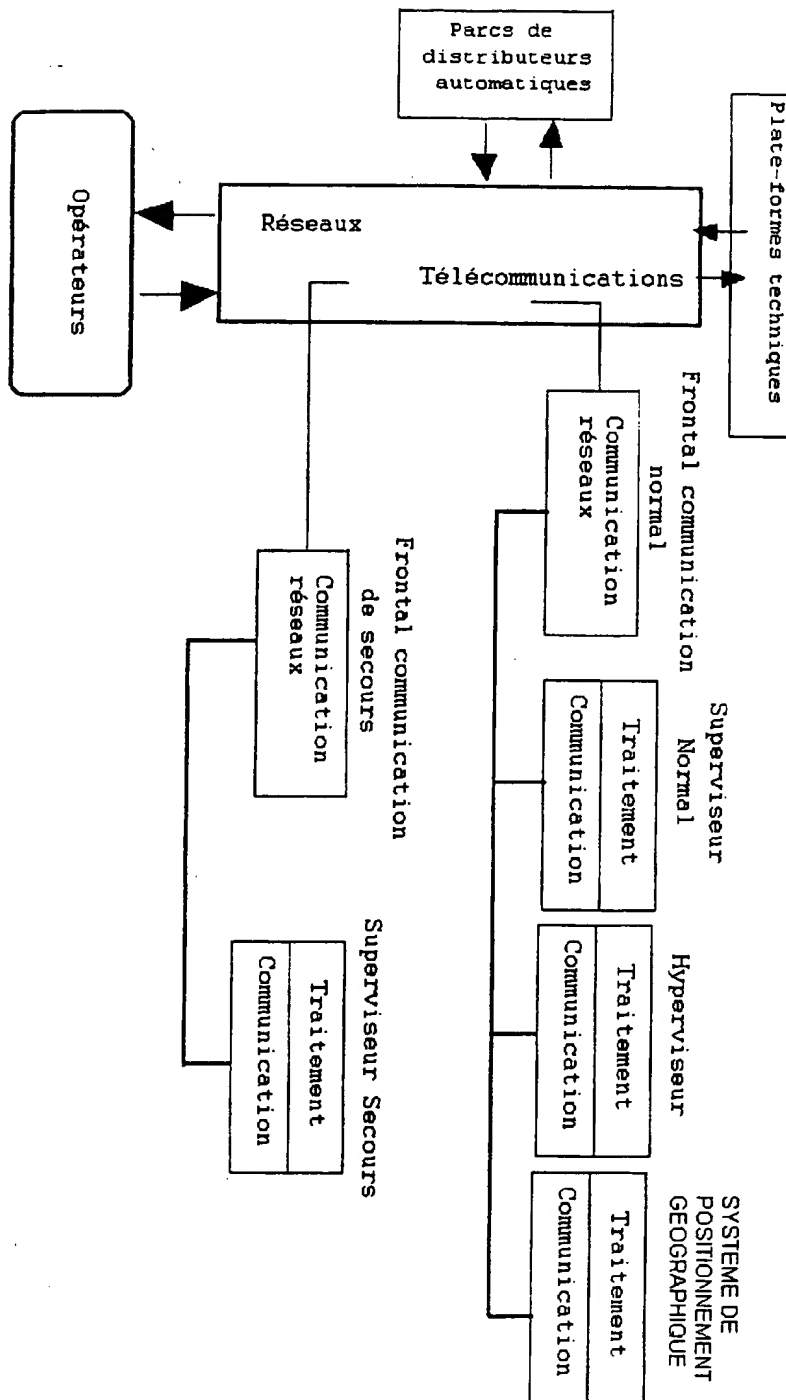 Parcs de
distributeurs
automatiques
Plate-formes techniques
Opérateurs
Réseaux
Télécommunications
Frontal communication
normal
Communication
réseaux
Superviseur
Normal
Traitement
Communication
Hyperviseur
Traitement
Communication
SYSTEME DE
POSITIONNEMENT
GEOGRAPHIQUE
Traitement
Communication
Frontal communication
de secours
Communication
réseaux
Superviseur Secours
Traitement
Communication